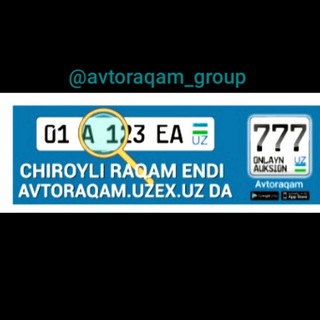 @avtoraqam_group
01 A 123 EA UZ
CHIROYLI RAQAM ENDI
AVTORAQAM.UZEX.UZ DA
777
ONLAYN UZ
AUKSION
Avtoraqam